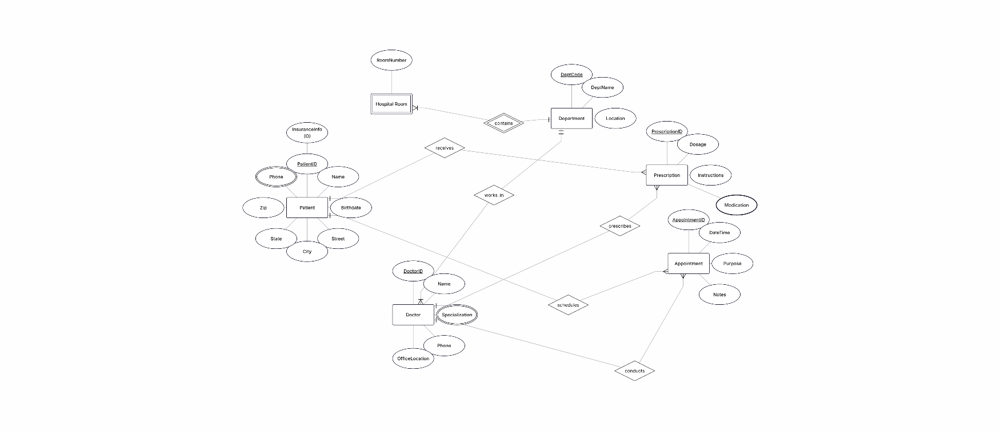 RoomNumber
DeptCode
DeptName
Hospital Room
Department
Location
contains
InsuranceInfo
(O)
PrescriptionID
Dosage
receives
PatientID
Phone
Name
Prescription
Instructions
works_in
Medication
Zip
Patient
Birthdate
prescribes
AppointmentID
DateTime
State
Street
City
Appointment
Purpose
DoctorID
Name
Notes
schedules
Doctor
Specialization
Phone
OfficeLocation
conducts